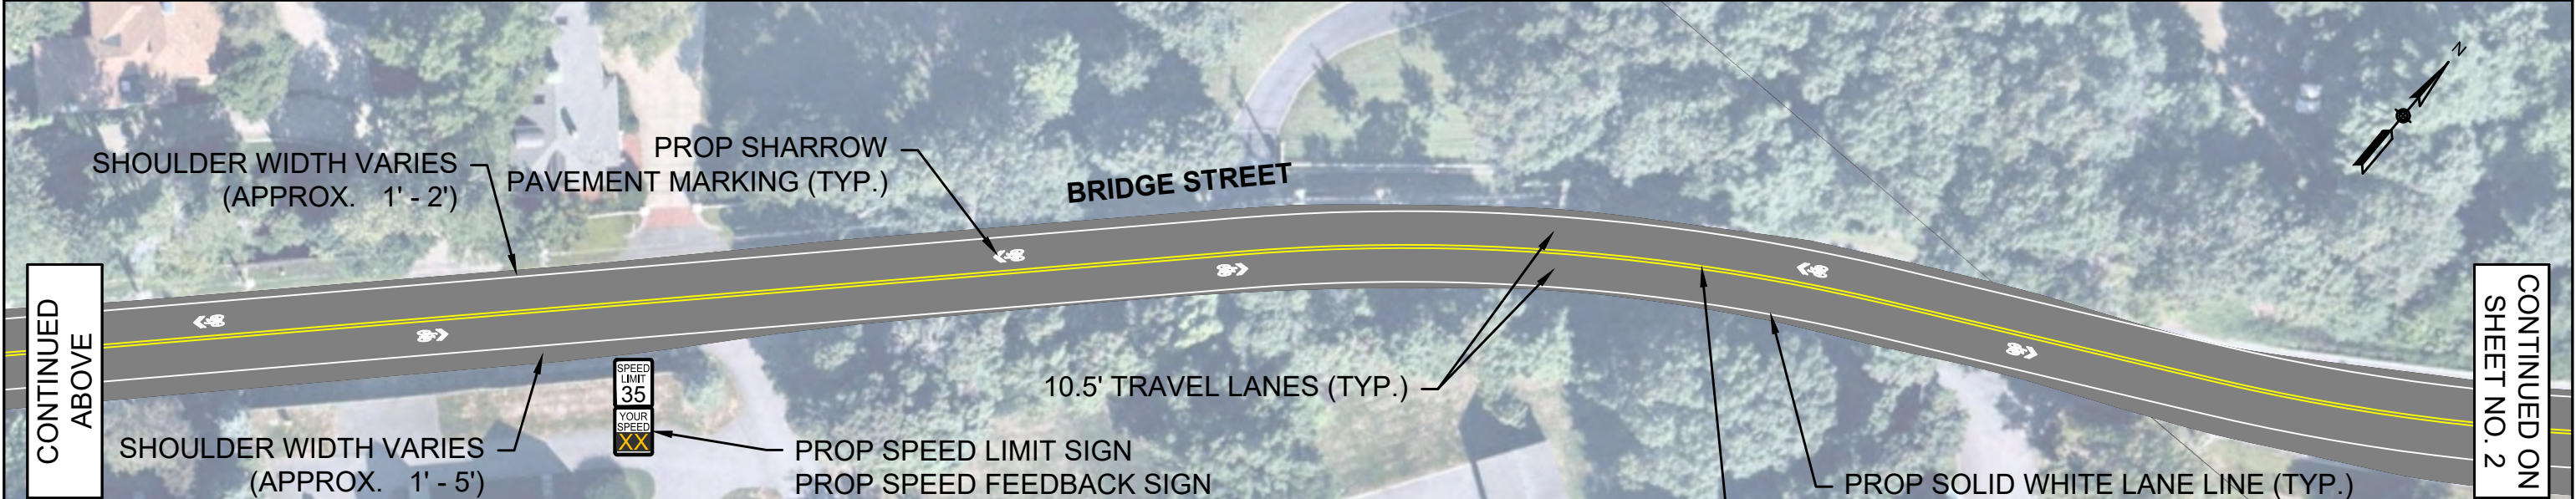 N
SHOULDER WIDTH VARIES
(APPROX. 1' - 2')
PROP SHARROW
PAVEMENT MARKING (TYP.)
BRIDGE STREET
CONTINUED
ABOVE
SPEED
LIMIT
35
YOUR
SPEED
XX
10.5' TRAVEL LANES (TYP.)
CONTINUED ON
SHEET NO. 2
SHOULDER WIDTH VARIES
(APPROX. 1' - 5')
PROP SPEED LIMIT SIGN
PROP SPEED FEEDBACK SIGN
PROP SOLID WHITE LANE LINE (TYP.)